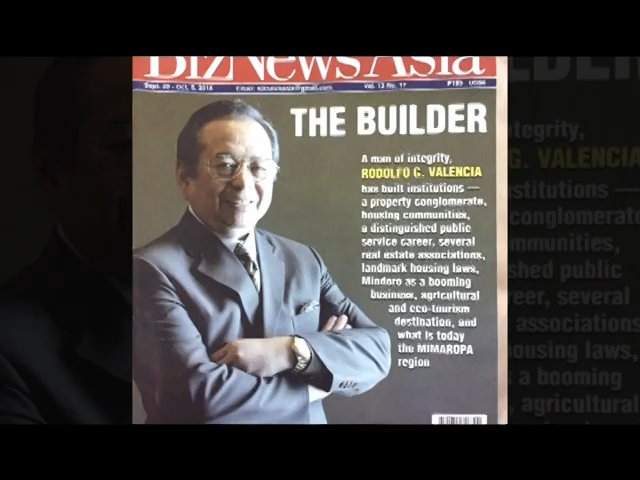 BizNewsAsia
Vol. 13 No. 17
THE BUILDER
A man of integrity,
RODOLFO G. VALENCIA
has built institutions —
a property conglomerate,
housing communities,
a distinguished public
service career, several
real estate associations,
landmark housing laws,
Mindoro as a booming
business, agricultural
and eco-tourism
destination, and
what is today
the MIMAROPA
region